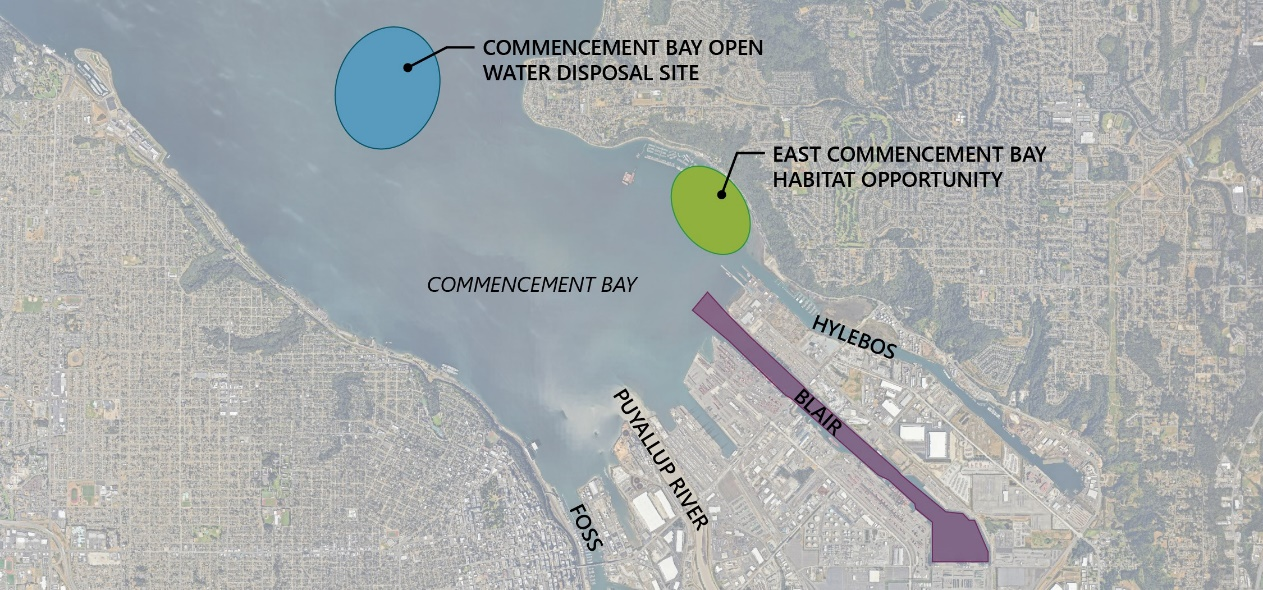 COMMENCEMENT BAY OPEN
WATER DISPOSAL SITE
EAST COMMENCEMENT BAY
HABITAT OPPORTUNITY
COMMENCEMENT BAY
HYLEBOS
BLAIR
PUYALLUP RIVER
FOSS